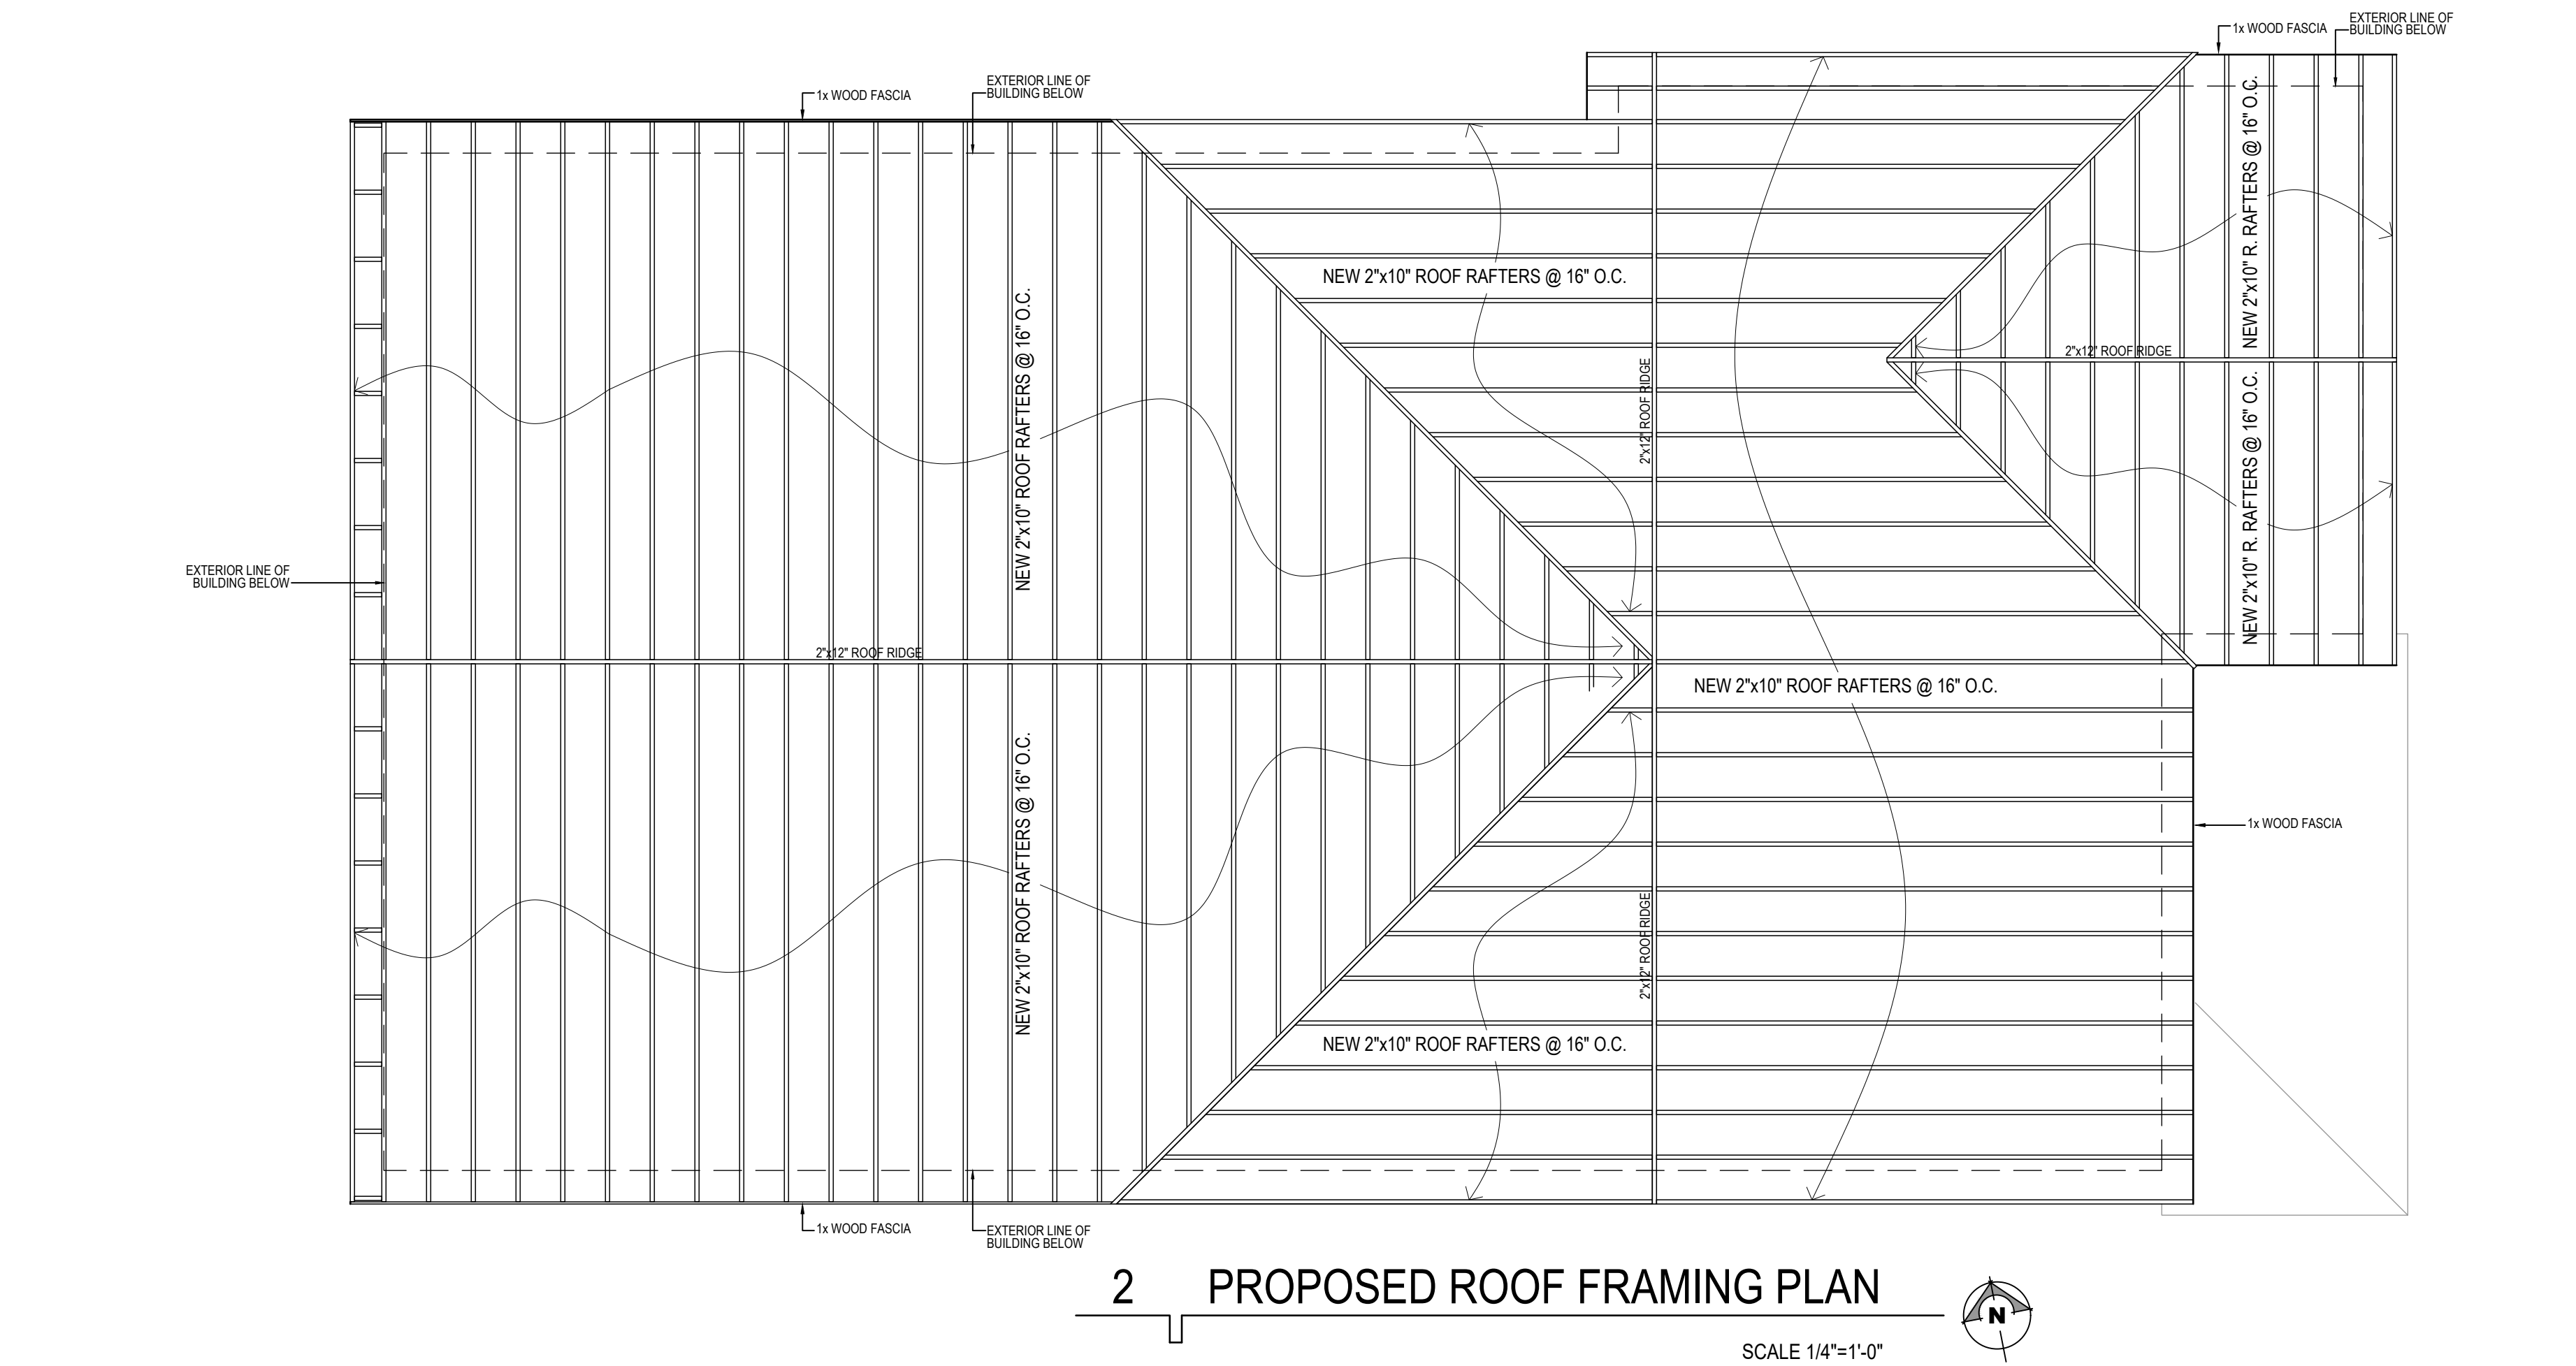 EXTERIOR LINE OF
BUILDING BELOW
1x WOOD FASCIA
EXTERIOR LINE OF
BUILDING BELOW
1x WOOD FASCIA
NEW 2"x10" R. RAFTERS @ 16" O.C.
NEW 2"x10" ROOF RAFTERS @ 16" O.C.
NEW 2"x10" ROOF RAFTERS @ 16" O.C.
2"x12" ROOF RIDGE
2"x12" ROOF RIDGE
NEW 2"x10" R. RAFTERS @ 16" O.C.
EXTERIOR LINE OF
BUILDING BELOW
2"x12" ROOF RIDGE
NEW 2"x10" ROOF RAFTERS @ 16" O.C.
NEW 2"x10" ROOF RAFTERS @ 16" O.C.
1x WOOD FASCIA
2"x12" ROOF RIDGE
NEW 2"x10" ROOF RAFTERS @ 16" O.C.
1x WOOD FASCIA
EXTERIOR LINE OF
BUILDING BELOW
2 PROPOSED ROOF FRAMING PLAN
N
SCALE 1/4"=1'-0"